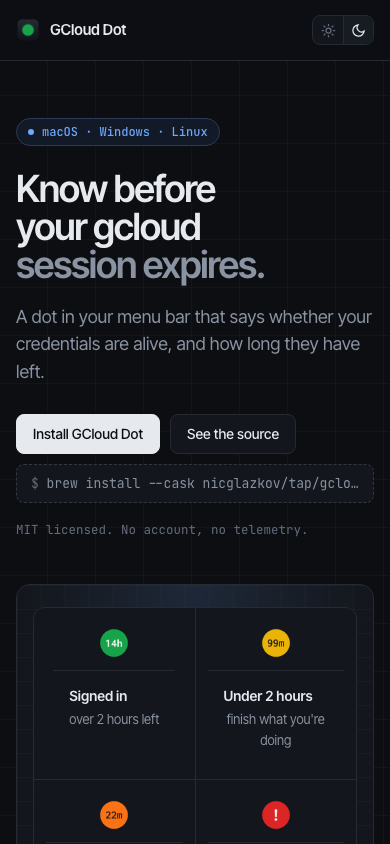 GCloud Dot
macOS · Windows · Linux
Know before
your gcloud
session expires.
A dot in your menu bar that says whether your
credentials are alive, and how long they have
left.
Install GCloud Dot
See the source
$ brew install --cask nicglazkov/tap/gclo…
MIT licensed. No account, no telemetry.
14h
Signed in
over 2 hours left
99m
Under 2 hours
finish what you're
doing
22m
!